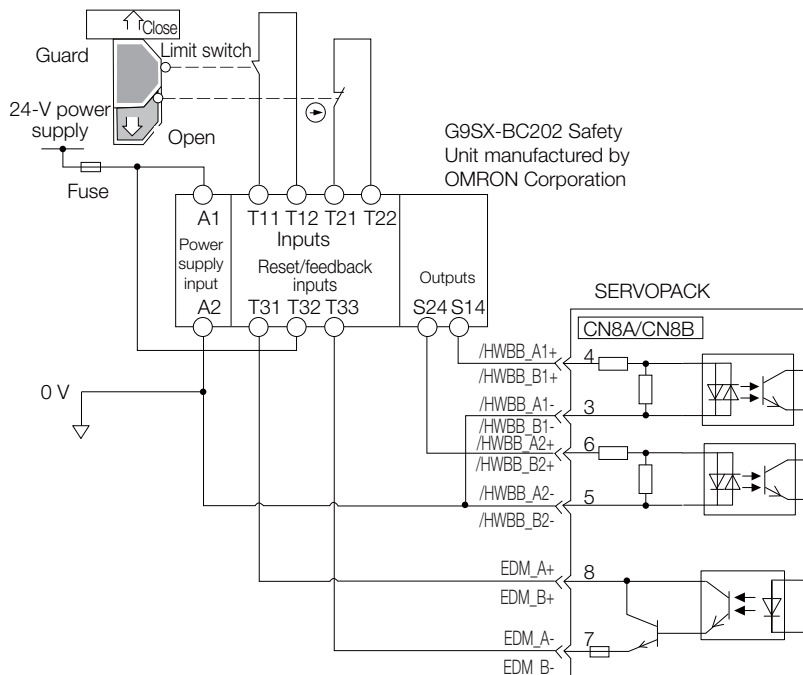 Close
Guard
Limit switch
24-V power
supply
Open
Fuse
G9SX-BC202 Safety
Unit manufactured by
OMRON Corporation
A1
T11
T12
T21
T22
Inputs
Power
supply
input
Reset/feedback
inputs
Outputs
A2
T31
T32
T33
S24
S14
SERVOPACK
CN8A/CN8B
/HWBB_A1+
4
/HWBB_B1+
0 V
/HWBB_A1-
3
/HWBB_B1-
/HWBB_A2+
6
/HWBB_B2+
/HWBB_A2-
5
/HWBB_B2-
EDM_A+
8
EDM_B+
EDM_A-
7
EDM_B-